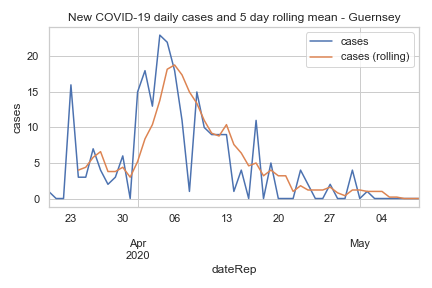 New COVID-19 daily cases and 5 day rolling mean - Guernsey
cases
cases (rolling)
cases
20
15
10
5
0
23 30 06 13 20 27 04
Apr May
2020
dateRep